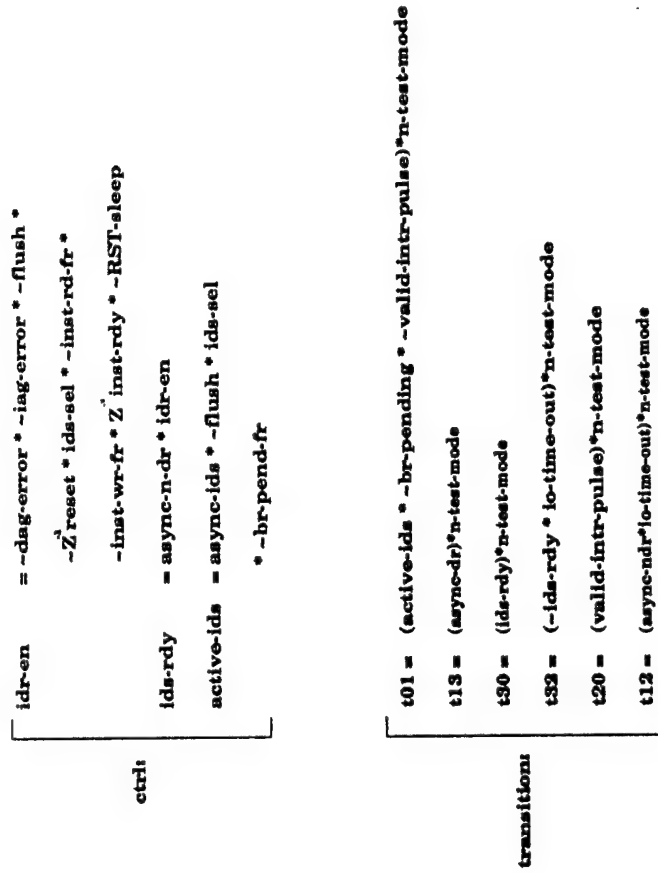 ctrl:
idr-en = ~dag-error * ~iag-error * ~flush *
~Z⁻¹ reset * ids-sel * ~inst-rd-fr *
~inst-wr-fr * Z⁻¹ inst-rdy * ~RST-sleep
ids-rdy = async-n-dr * idr-en
active-ids = async-ids * ~flush * ids-sel
* ~br-pend-fr
transition:
t01 = (active-ids * ~br-pending * ~valid-intr-pulse)*n-test-mode
t13 = (async-dr)*n-test-mode
t30 = (ids-rdy)*n-test-mode
t32 = (~ids-rdy * io-time-out)*n-test-mode
t20 = (valid-intr-pulse)*n-test-mode
t12 = (async-ndr*io-time-out)*n-test-mode